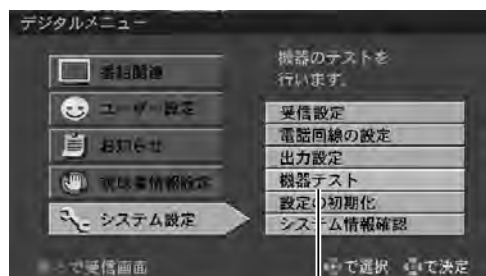 デジタルメニュー
番組関連
ユーザー設定
お知らせ
視聴者情報設定
システム設定
機器のテストを
行います。
受信設定
電話回線の設定
出力設定
機器テスト
設定の初期化
システム情報確認
で受信画面
で選択 で決定